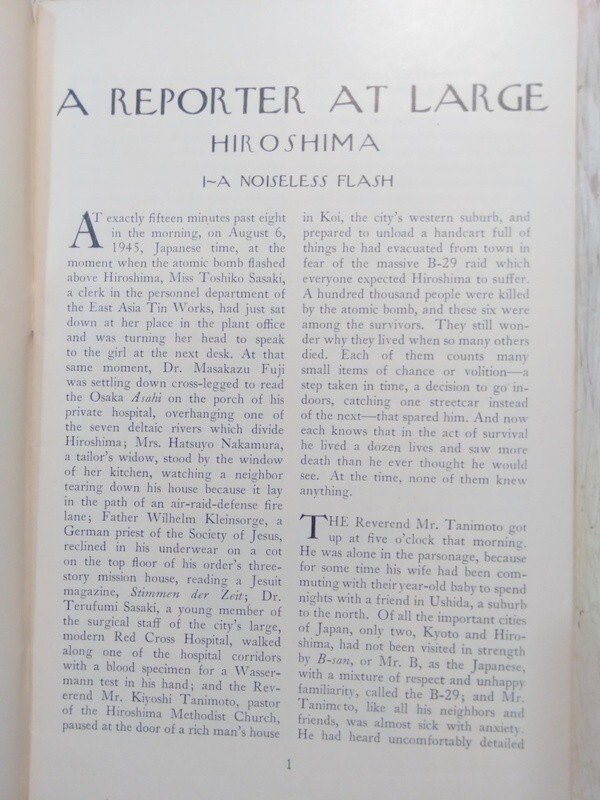 A REPORTER AT LARGE
HIROSHIMA
I~A NOISELESS FLASH
AT exactly fifteen minutes past eight
in the morning, on August 6,
1945, Japanese time, at the
moment when the atomic bomb flashed
above Hiroshima, Miss Toshiko Sasaki,
a clerk in the personnel department of
the East Asia Tin Works, had just sat
down at her place in the plant office
and was turning her head to speak
to the girl at the next desk. At that
same moment, Dr. Masakazu Fuji
was settling down cross-legged to read
the Osaka Asahi on the porch of his
private hospital, overhanging one of
the seven deltaic rivers which divide
Hiroshima; Mrs. Hatsuyo Nakamura,
a tailor's widow, stood by the window
of her kitchen, watching a neighbor
tearing down his house because it lay
in the path of an air-raid-defense fire
lane; Father Wilhelm Kleinsorge, a
German priest of the Society of Jesus,
reclined in his underwear on a cot
on the top floor of his order's three-
story mission house, reading a Jesuit
magazine, Stimmen der Zeit; Dr.
Terufumi Sasaki, a young member of
the surgical staff of the city's large,
modern Red Cross Hospital, walked
along one of the hospital corridors
with a blood specimen for a Wasser-
mann test in his hand; and the Rev-
erend Mr. Kiyoshi Tanimoto, pastor
of the Hiroshima Methodist Church,
paused at the door of a rich man's house
in Koi, the city's western suburb, and
prepared to unload a handcart full of
things he had evacuated from town in
fear of the massive B-29 raid which
everyone expected Hiroshima to suffer.
A hundred thousand people were killed
by the atomic bomb, and these six were
among the survivors. They still won-
der why they lived when so many others
died. Each of them counts many
small items of chance or volition—a
step taken in time, a decision to go in-
doors, catching one streetcar instead
of the next—that spared him. And now
each knows that in the act of survival
he lived a dozen lives and saw more
death than he ever thought he would
see. At the time, none of them knew
anything.
THE Reverend Mr. Tanimoto got
up at five o'clock that morning.
He was alone in the parsonage, because
for some time his wife had been com-
muting with their year-old baby to spend
nights with a friend in Ushida, a suburb
to the north. Of all the important cities
of Japan, only two, Kyoto and Hiro-
shima, had not been visited in strength
by B-san, or Mr. B, as the Japanese,
with a mixture of respect and unhappy
familiarity, called the B-29; and Mr.
Tanimoto, like all his neighbors and
friends, was almost sick with anxiety.
He had heard uncomfortably detailed
1